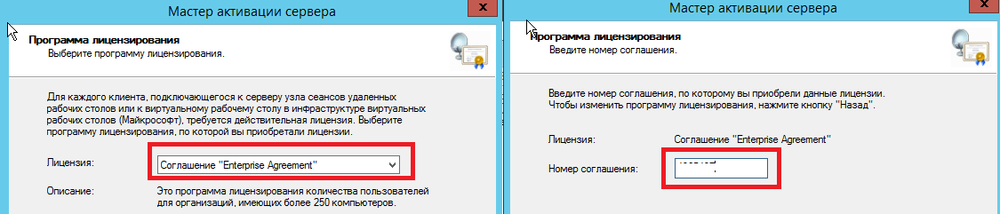 Мастер активации сервера
x
Программа лицензирования
Выберите программу лицензирования.
Для каждого клиента, подключающегося к серверу узла сеансов удаленных
рабочих столов или к виртуальному рабочему столу в инфраструктуре виртуальных
рабочих столов (Майкрософт), требуется действительная лицензия. Выберите
программу лицензирования, по которой вы приобретали лицензии.
Лицензия: Соглашение "Enterprise Agreement"
Описание: Это программа лицензирования количества пользователей
для организаций, имеющих более 250 компьютеров.
Мастер активации сервера
x
Программа лицензирования
Введите номер соглашения.
Введите номер соглашения, по которому вы приобрели данные лицензии.
Чтобы изменить программу лицензирования, нажмите кнопку "Назад".
Лицензия: Соглашение "Enterprise Agreement"
Номер соглашения: